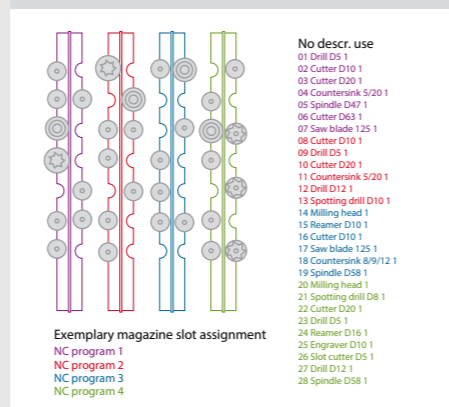 No descr. use
01 Drill D5 1
02 Cutter D10 1
03 Cutter D20 1
04 Countersink 5/20 1
05 Spindle D47 1
06 Cutter D63 1
07 Saw blade 125 1
08 Cutter D10 1
09 Drill D5 1
10 Cutter D20 1
11 Countersink 5/20 1
12 Drill D12 1
13 Spotting drill D10 1
14 Milling head 1
15 Reamer D10 1
16 Cutter D10 1
17 Saw blade 125 1
18 Countersink 8/9/12 1
19 Spindle D58 1
20 Milling head 1
21 Spotting drill D8 1
22 Cutter D20 1
23 Drill D5 1
24 Reamer D16 1
25 Engraver D10 1
26 Slot cutter D5 1
27 Drill D12 1
28 Spindle D58 1
Exemplary magazine slot assignment
NC program 1
NC program 2
NC program 3
NC program 4